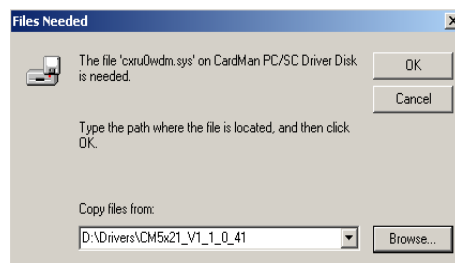 Files Needed
The file 'cxru0wdm.sys' on CardMan PC/SC Driver Disk
is needed.
OK
Cancel
Type the path where the file is located, and then click
OK.
Copy files from:
D:\Drivers\CM5x21_V1_1_0_41
Browse...